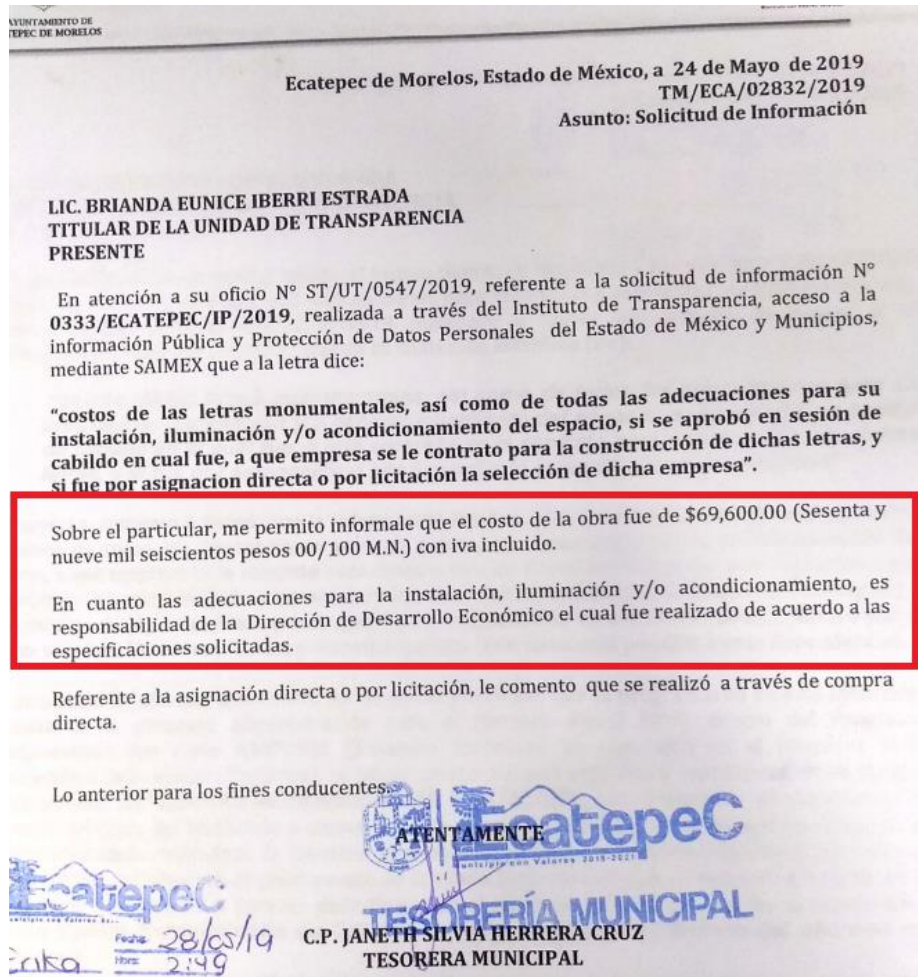 AYUNTAMIENTO DE
TEPEC DE MORELOS
Ecatepec de Morelos, Estado de México, a 24 de Mayo de 2019
TM/ECA/02832/2019
Asunto: Solicitud de Información
LIC. BRIANDA EUNICE IBERRI ESTRADA
TITULAR DE LA UNIDAD DE TRANSPARENCIA
PRESENTE
En atención a su oficio N° ST/UT/0547/2019, referente a la solicitud de información N°
0333/ECATEPEC/IP/2019, realizada a través del Instituto de Transparencia, acceso a la
información Pública y Protección de Datos Personales del Estado de México y Municipios,
mediante SAIMEX que a la letra dice:
"costos de las letras monumentales, así como de todas las adecuaciones para su
instalación, iluminación y/o acondicionamiento del espacio, si se aprobó en sesión de
cabildo en cual fue, a que empresa se le contrato para la construcción de dichas letras, y
si fue por asignacion directa o por licitación la selección de dicha empresa".
Sobre el particular, me permito informale que el costo de la obra fue de $69,600.00 (Sesenta y
nueve mil seiscientos pesos 00/100 M.N.) con iva incluido.
En cuanto las adecuaciones para la instalación, iluminación y/o acondicionamiento, es
responsabilidad de la Dirección de Desarrollo Económico el cual fue realizado de acuerdo a las
especificaciones solicitadas.
Referente a la asignación directa o por licitación, le comento que se realizó a través de compra
directa.
Lo anterior para los fines conducentes.
ATENTAMENTE
Ecatepec
Municipio con Valores 2019-2021
TESORERÍA MUNICIPAL
C.P. JANETH SILVIA HERRERA CRUZ
TESORERA MUNICIPAL
Ecatepec
Fecha 28/05/19
Erika Hora 2:49